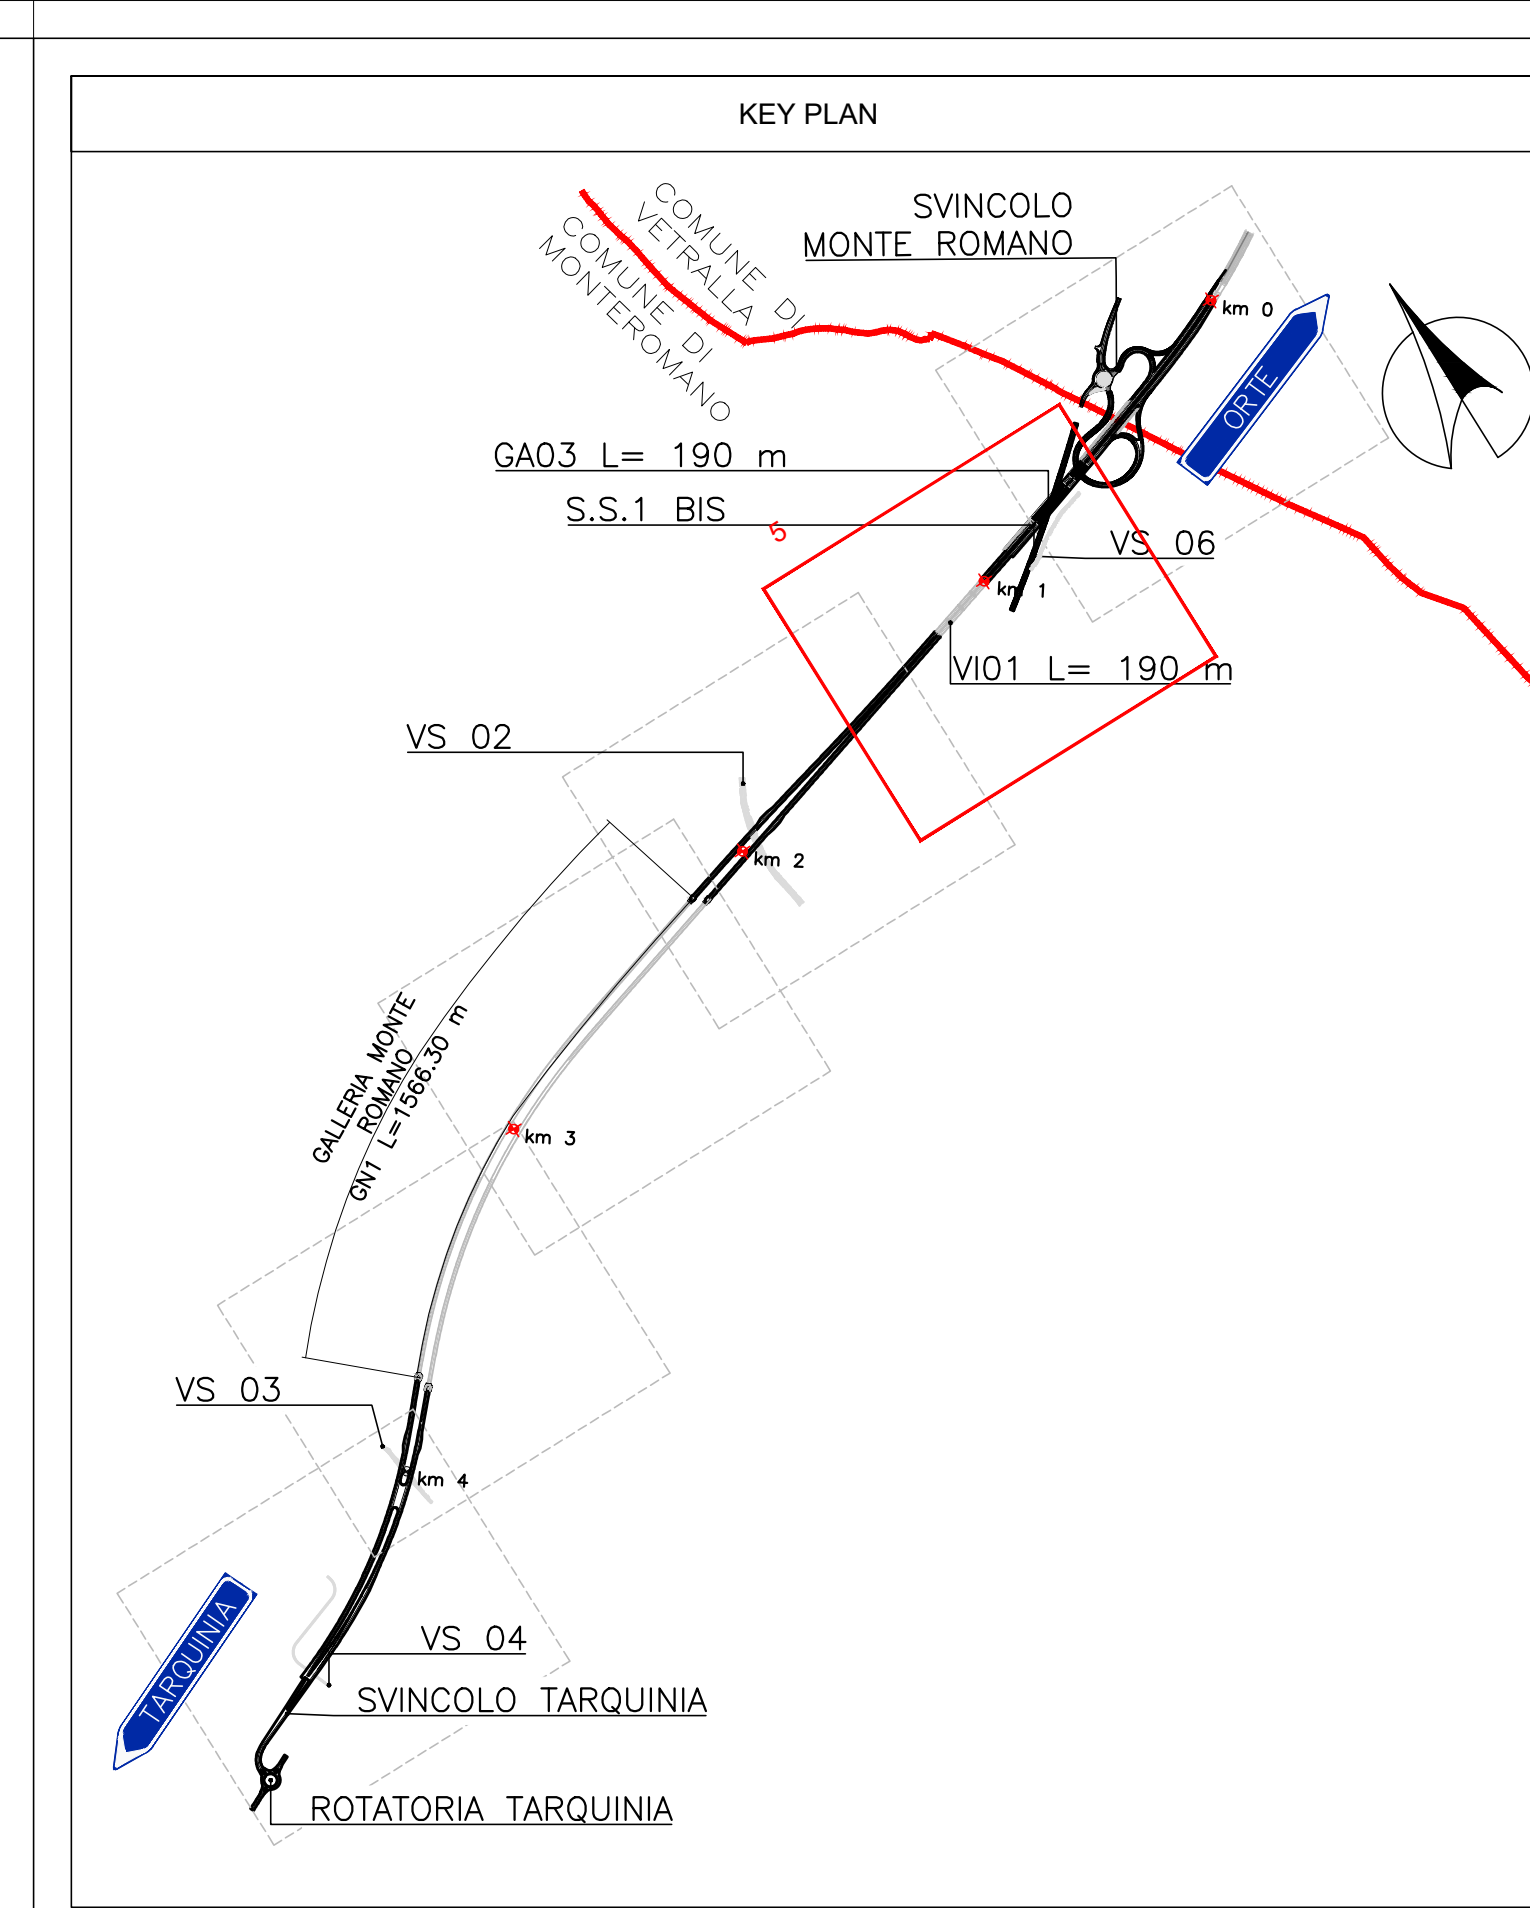 KEY PLAN
COMUNE DI
VETRALLA
COMUNE DI
MONTEROMANO
SVINCOLO
MONTE ROMANO
km 0
ORTE
GA03 L= 190 m
S.S.1 BIS
5
VS 06
km 1
VI01 L= 190 m
VS 02
km 2
GALLERIA MONTE
ROMANO
GN1 L=1566.30 m
km 3
VS 03
km 4
TARQUINIA
VS 04
SVINCOLO TARQUINIA
ROTATORIA TARQUINIA